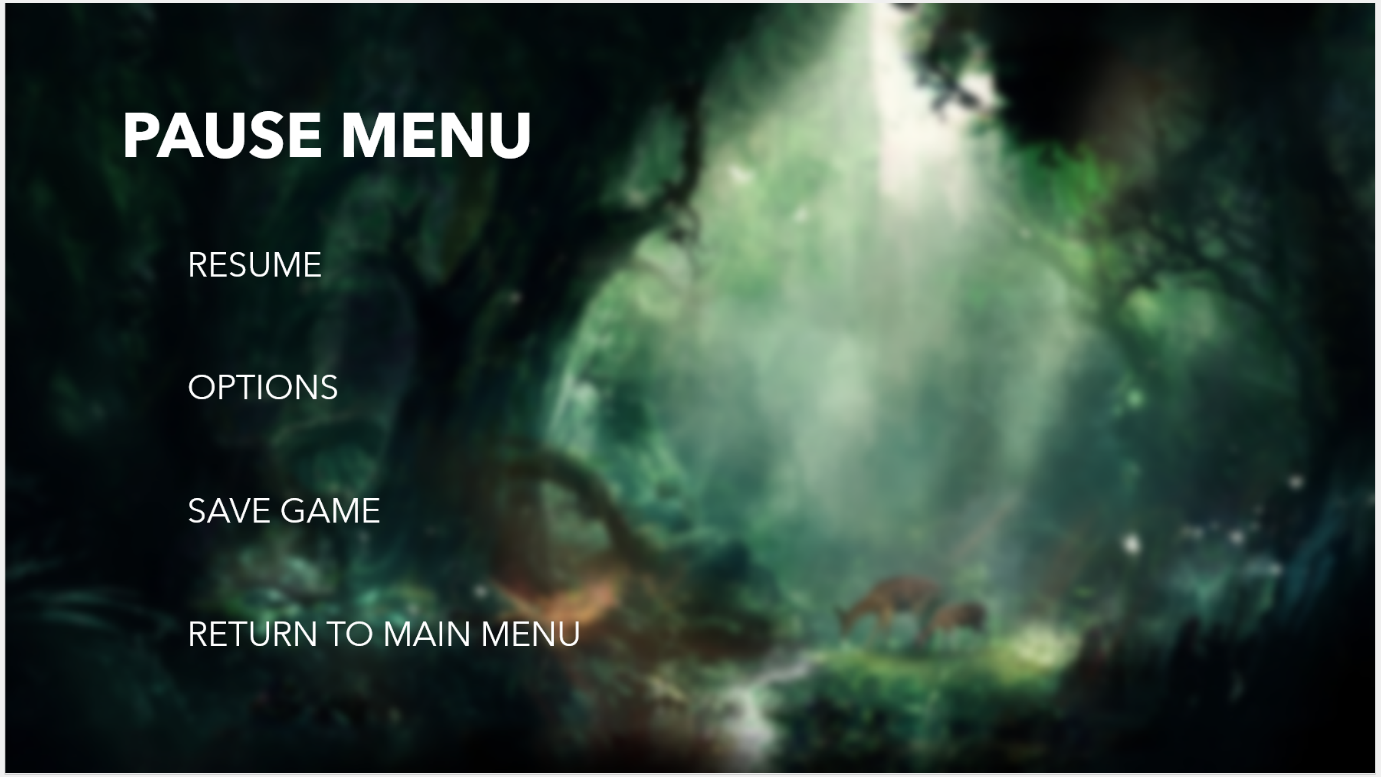 PAUSE MENU
RESUME
OPTIONS
SAVE GAME
RETURN TO MAIN MENU